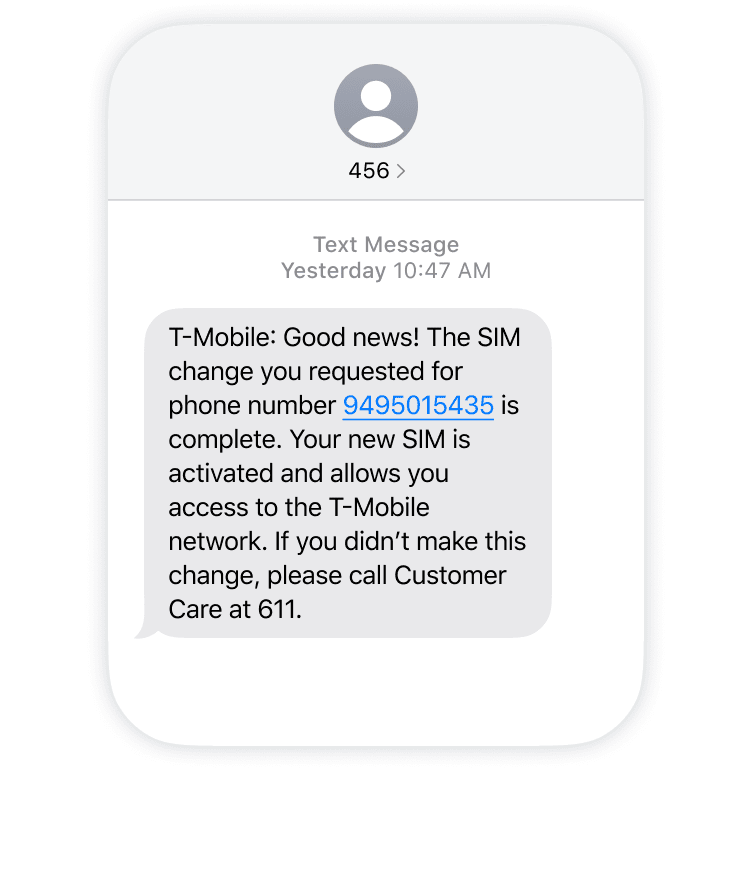 456
Text Message
Yesterday 10:47 AM
T-Mobile: Good news! The SIM
change you requested for
phone number 9495015435 is
complete. Your new SIM is
activated and allows you
access to the T-Mobile
network. If you didn’t make this
change, please call Customer
Care at 611.